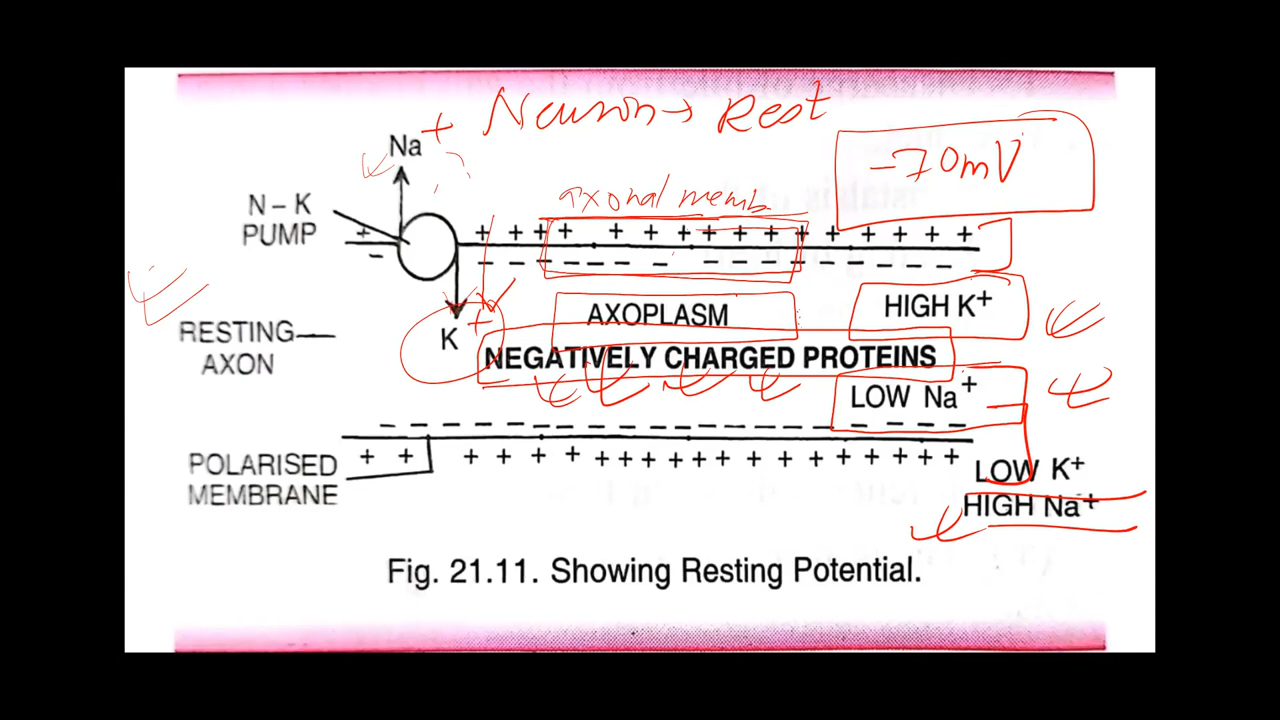 Neuron → Rest
+
Na
-70mV
axonal memb.
N – K
PUMP
+ + + + + + + + + + + + + + + +
AXOPLASM
HIGH K+
K +
RESTING
AXON
NEGATIVELY CHARGED PROTEINS
LOW Na+
POLARISED
MEMBRANE
+ + + + + + + + + + + + + + + + + + +
LOW K+
HIGH Na+
Fig. 21.11. Showing Resting Potential.